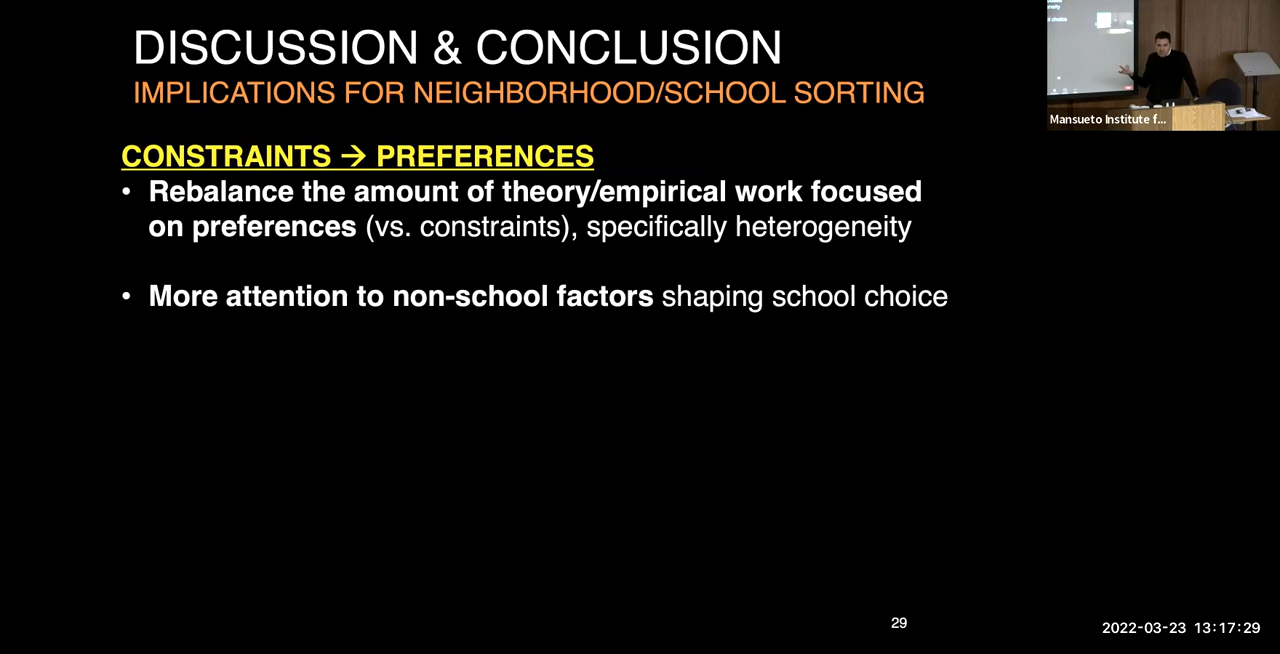 DISCUSSION & CONCLUSION
IMPLICATIONS FOR NEIGHBORHOOD/SCHOOL SORTING
CONSTRAINTS → PREFERENCES
• Rebalance the amount of theory/empirical work focused
on preferences (vs. constraints), specifically heterogeneity
• More attention to non-school factors shaping school choice
Mansueto Institute f...
29
2022-03-23 13:17:29